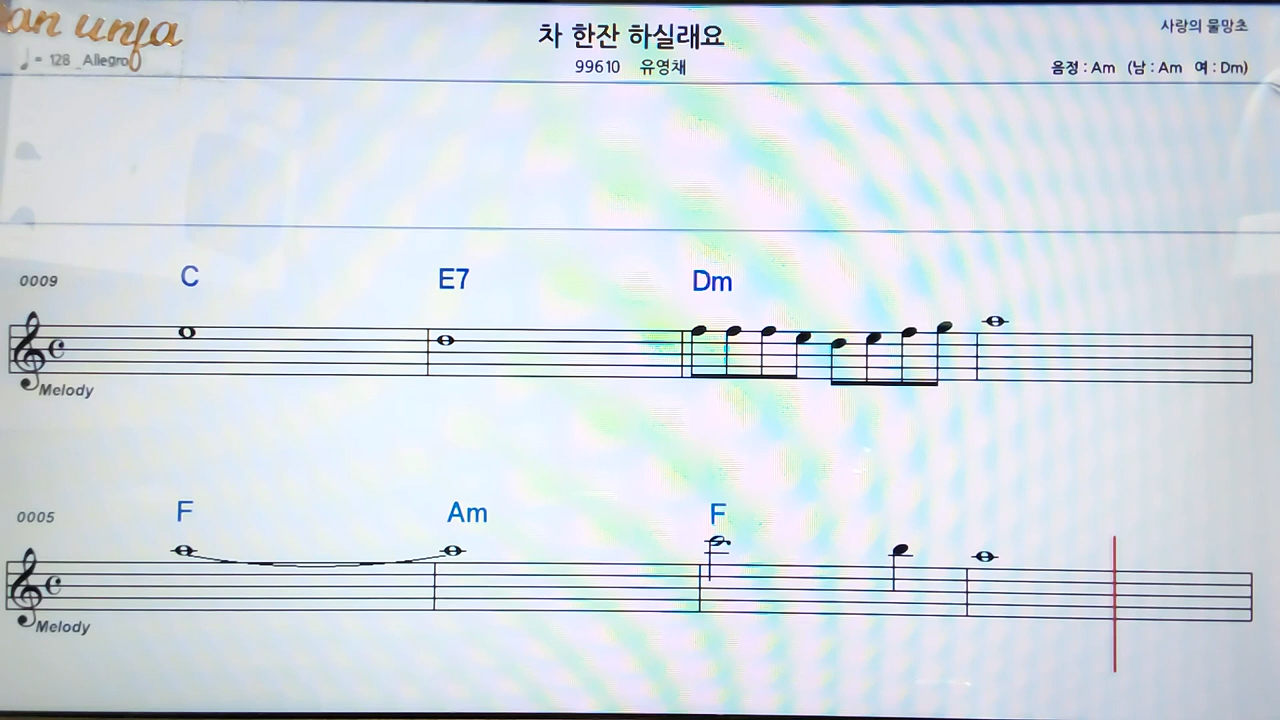 an unfa
♩ = 128 _Allegro
차 한잔 하실래요
99610 유영채
사랑의 물망초
음정 : Am (남 : Am 여 : Dm)
0009 C E7 Dm
Melody
0005 F Am F
Melody